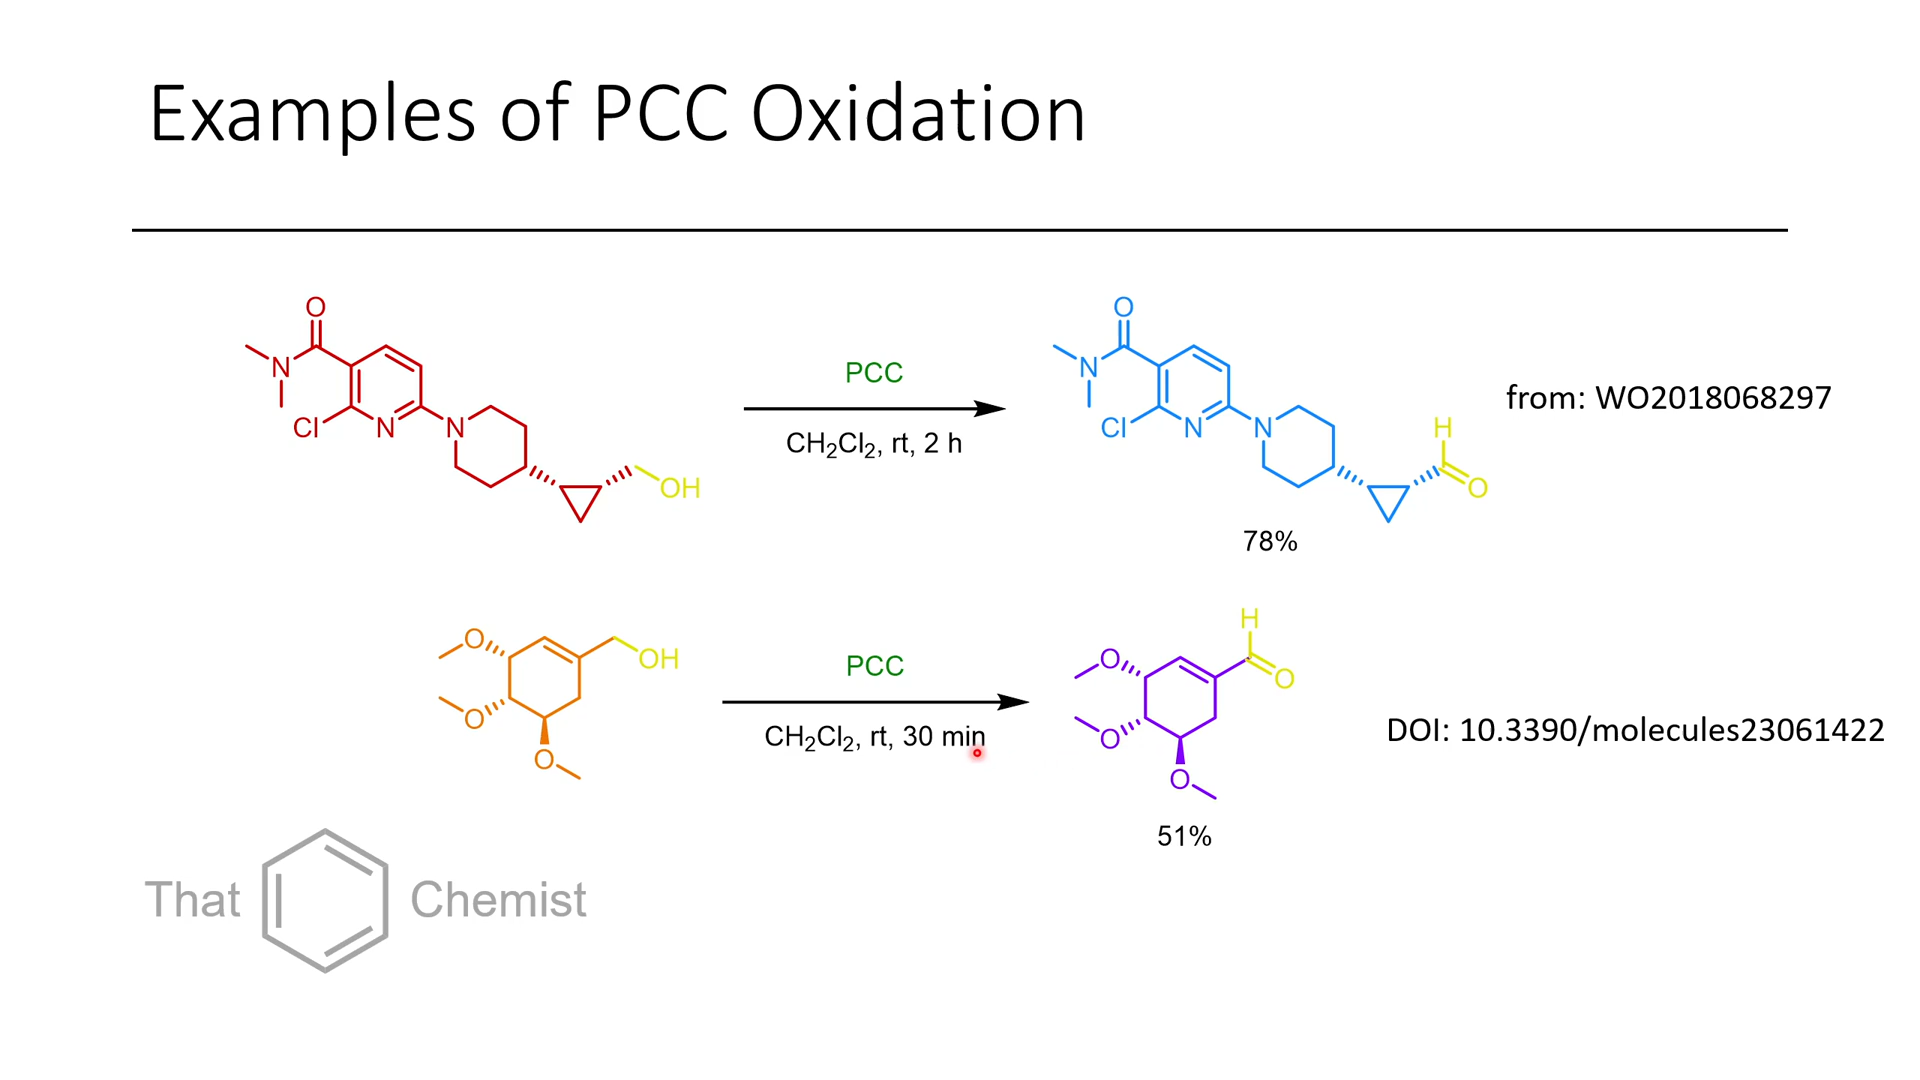 Examples of PCC Oxidation
O
N
Cl
N
N
OH
PCC
CH₂Cl₂, rt, 2 h
O
N
Cl
N
N
H
O
78%
from: WO2018068297
O
O
O
OH
PCC
CH₂Cl₂, rt, 30 min
H
O
O
O
O
51%
DOI: 10.3390/molecules23061422
That Chemist